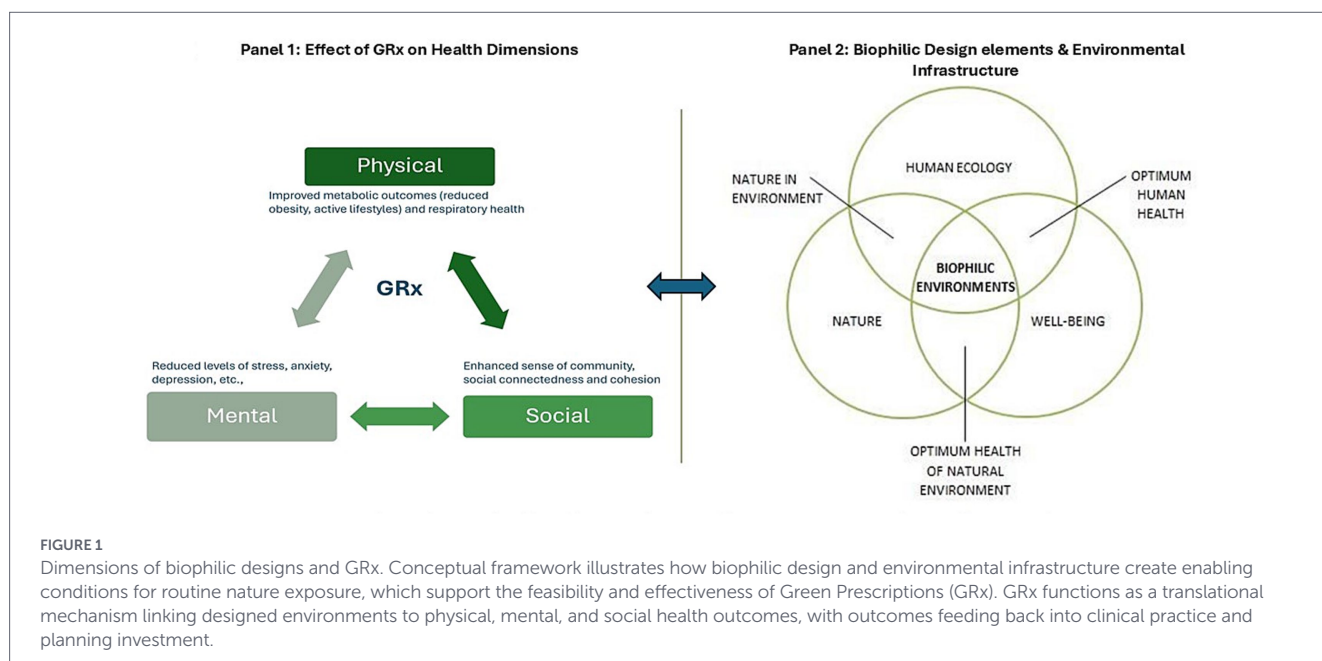 Panel 1: Effect of GRx on Health Dimensions
Physical
Improved metabolic outcomes (reduced
obesity, active lifestyles) and respiratory health
GRx
Reduced levels of stress, anxiety,
depression, etc.,
Mental
Enhanced sense of community,
social connectedness and cohesion
Social
Panel 2: Biophilic Design elements & Environmental
Infrastructure
HUMAN ECOLOGY
NATURE IN
ENVIRONMENT
OPTIMUM
HUMAN
HEALTH
BIOPHILIC
ENVIRONMENTS
NATURE
WELL-BEING
OPTIMUM HEALTH
OF NATURAL
ENVIRONMENT
FIGURE 1
Dimensions of biophilic designs and GRx. Conceptual framework illustrates how biophilic design and environmental infrastructure create enabling
conditions for routine nature exposure, which support the feasibility and effectiveness of Green Prescriptions (GRx). GRx functions as a translational
mechanism linking designed environments to physical, mental, and social health outcomes, with outcomes feeding back into clinical practice and
planning investment.